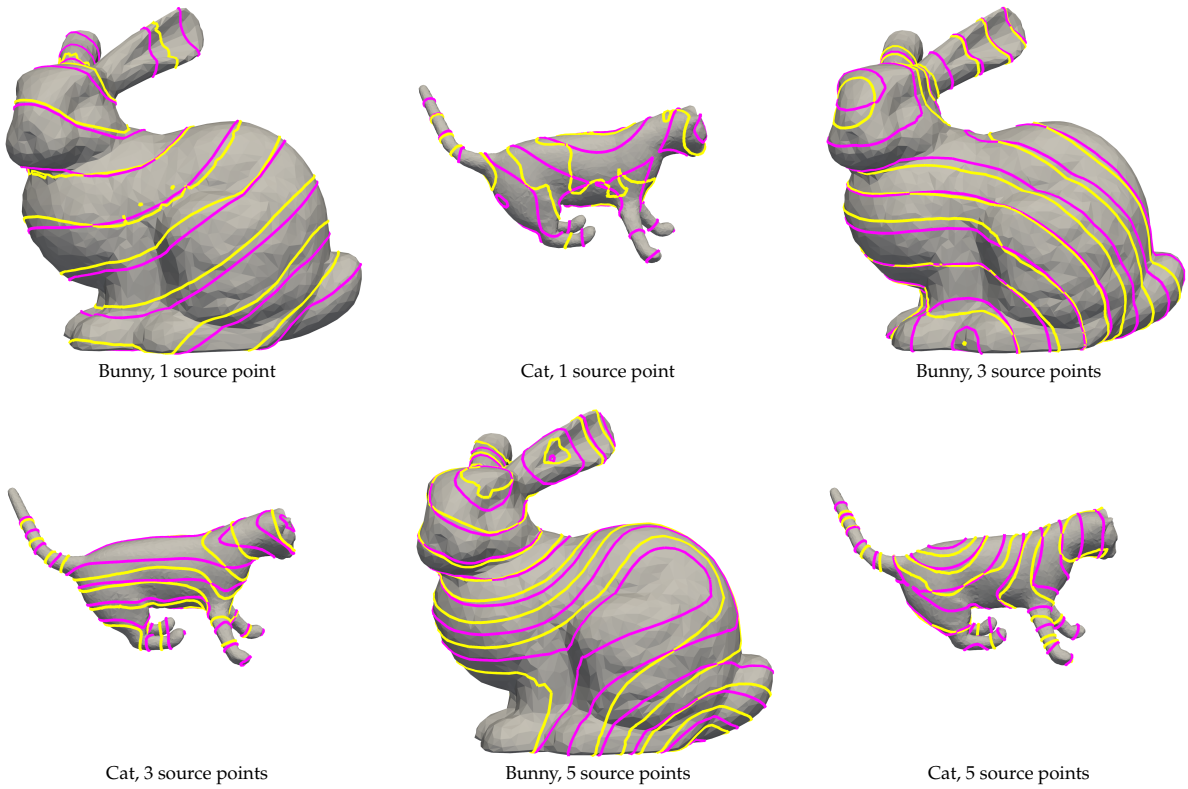 Bunny, 1 source point
Cat, 1 source point
Bunny, 3 source points
Cat, 3 source points
Bunny, 5 source points
Cat, 5 source points